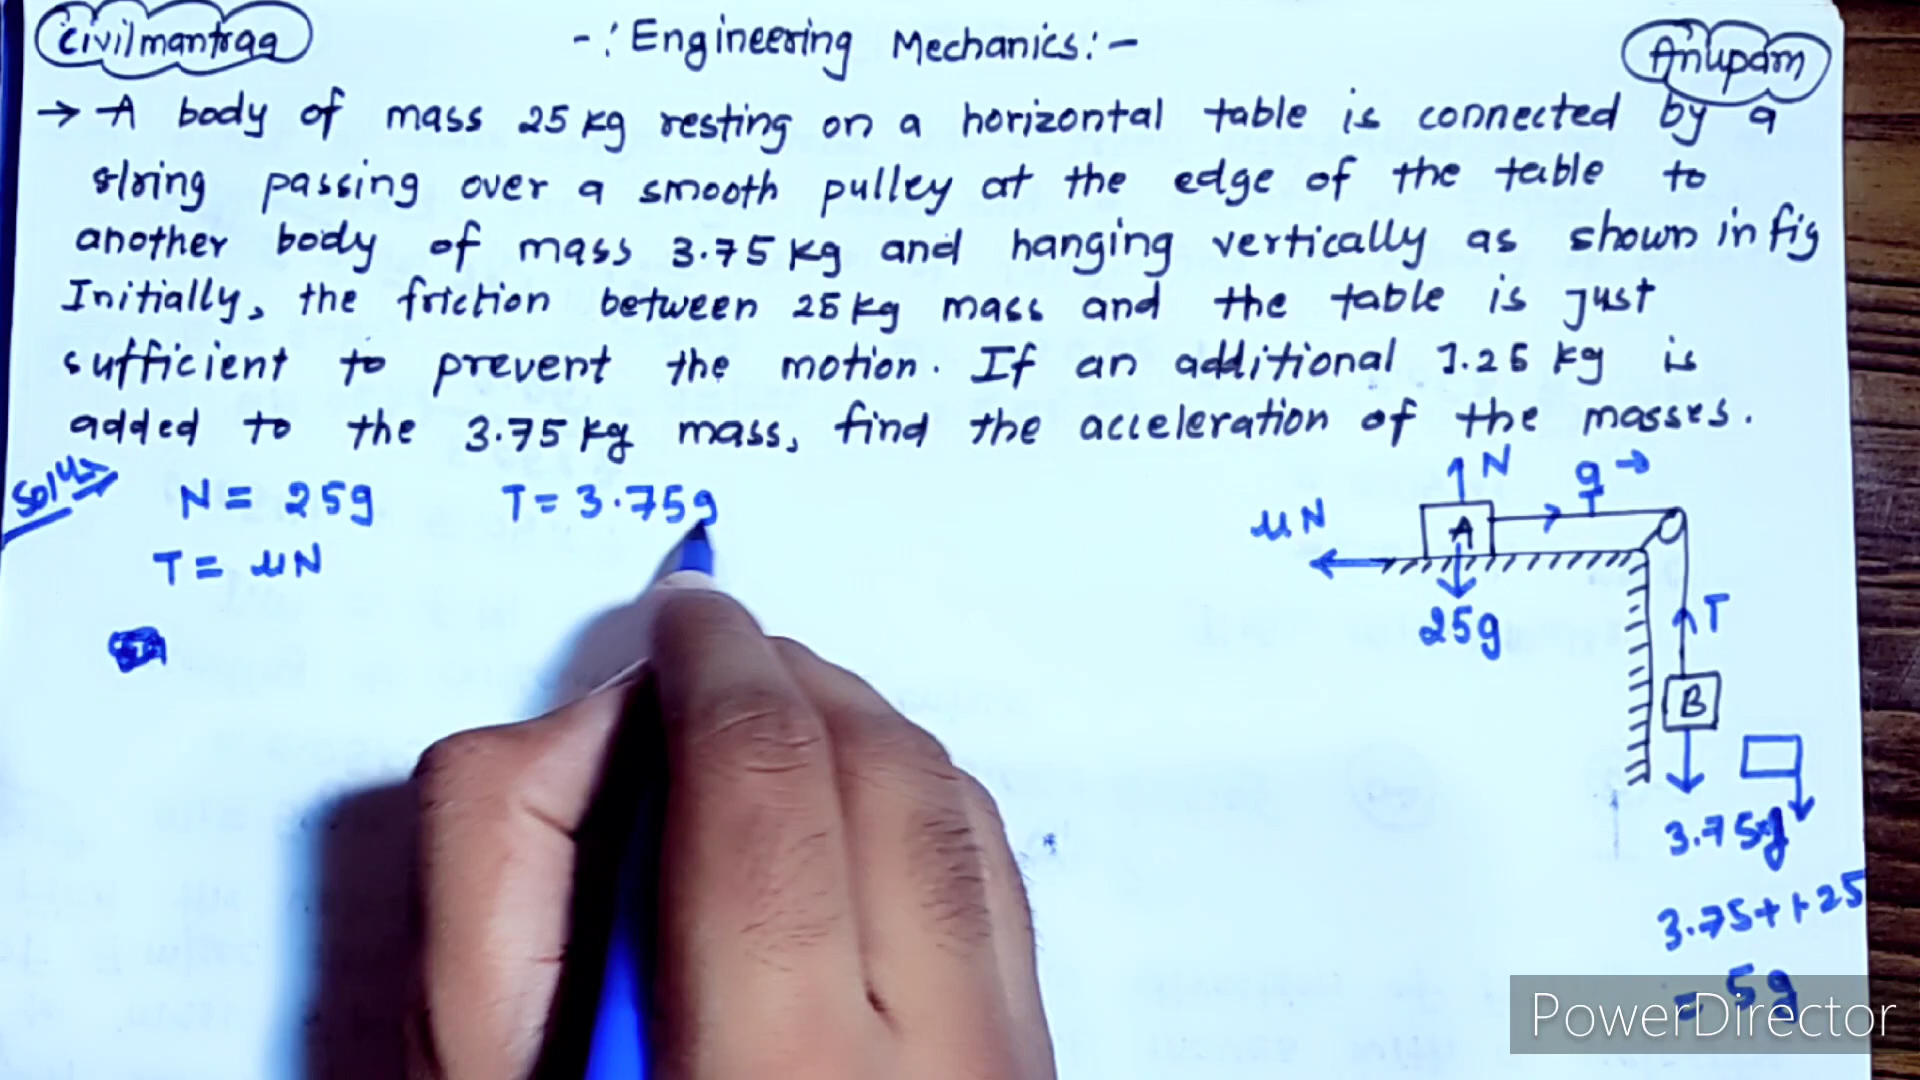 Civilmantraa
-: Engineering Mechanics:-
Anupam
→ A body of mass 25 kg resting on a horizontal table is connected by a
string passing over a smooth pulley at the edge of the table to
another body of mass 3.75 kg and hanging vertically as shown in fig
Initially, the friction between 25 kg mass and the table is just
sufficient to prevent the motion. If an additional 1.25 kg is
added to the 3.75 kg mass, find the acceleration of the masses.
N = 25g
T = 3.75g
T = μN
N
a →
T
μN
A
25g
T
B
3.75g
3.75+1.25
= 5g
PowerDirector